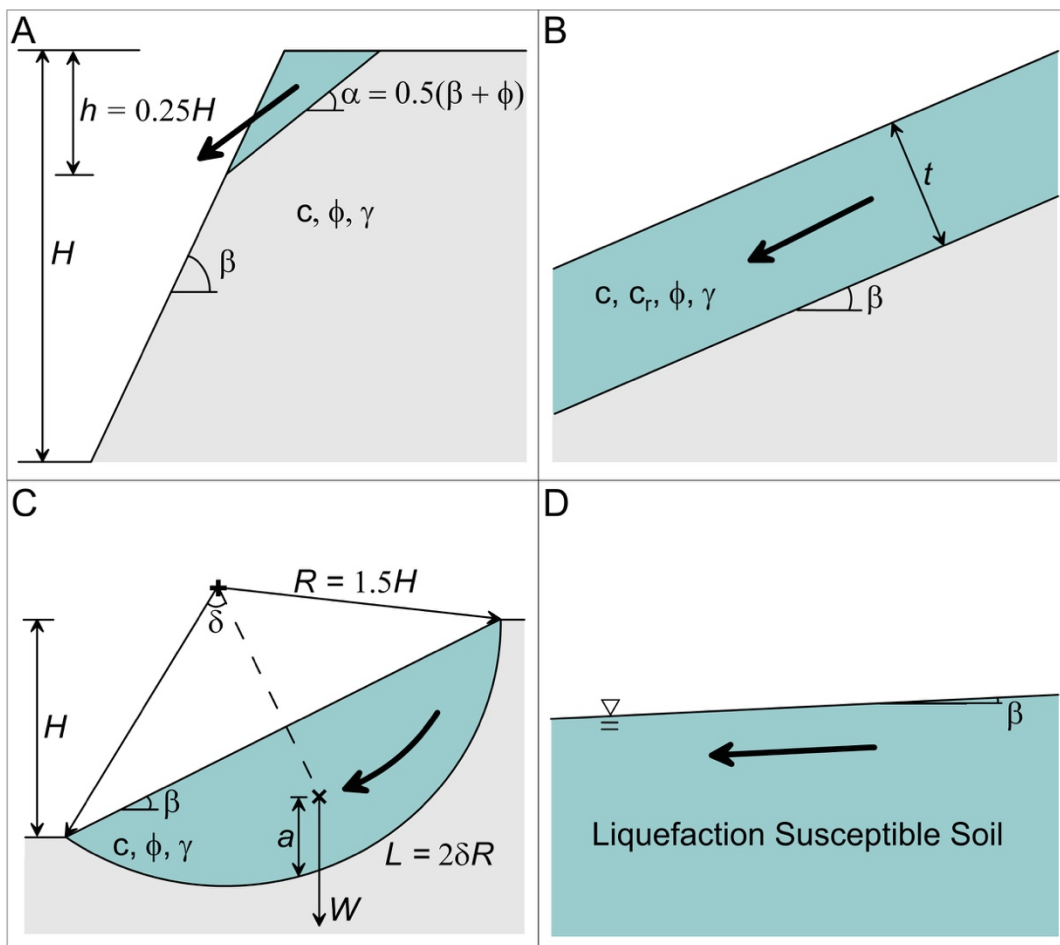 A
h = 0.25H
α = 0.5(β + ϕ)
c, ϕ, γ
H
β
B
t
c, cᵣ, ϕ, γ
β
C
R = 1.5H
δ
H
β
c, ϕ, γ
a
L = 2δR
W
D
β
Liquefaction Susceptible Soil